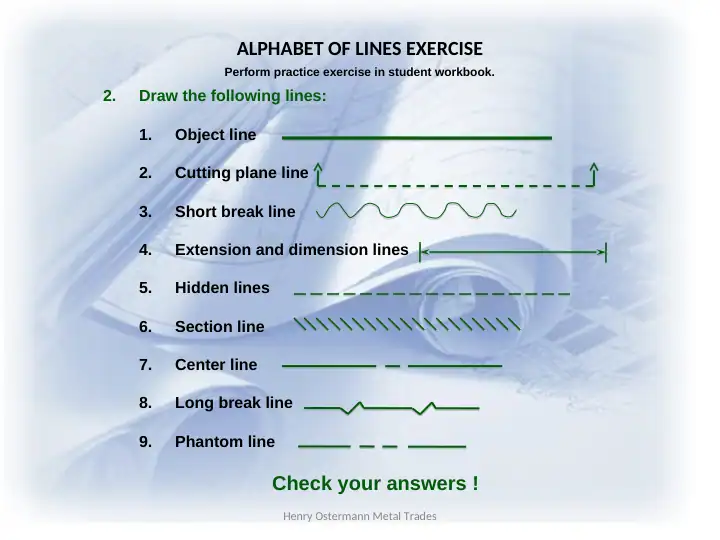 ALPHABET OF LINES EXERCISE
Perform practice exercise in student workbook.
2. Draw the following lines:
1. Object line
2. Cutting plane line
3. Short break line
4. Extension and dimension lines
5. Hidden lines
6. Section line
7. Center line
8. Long break line
9. Phantom line
Check your answers !
Henry Ostermann Metal Trades